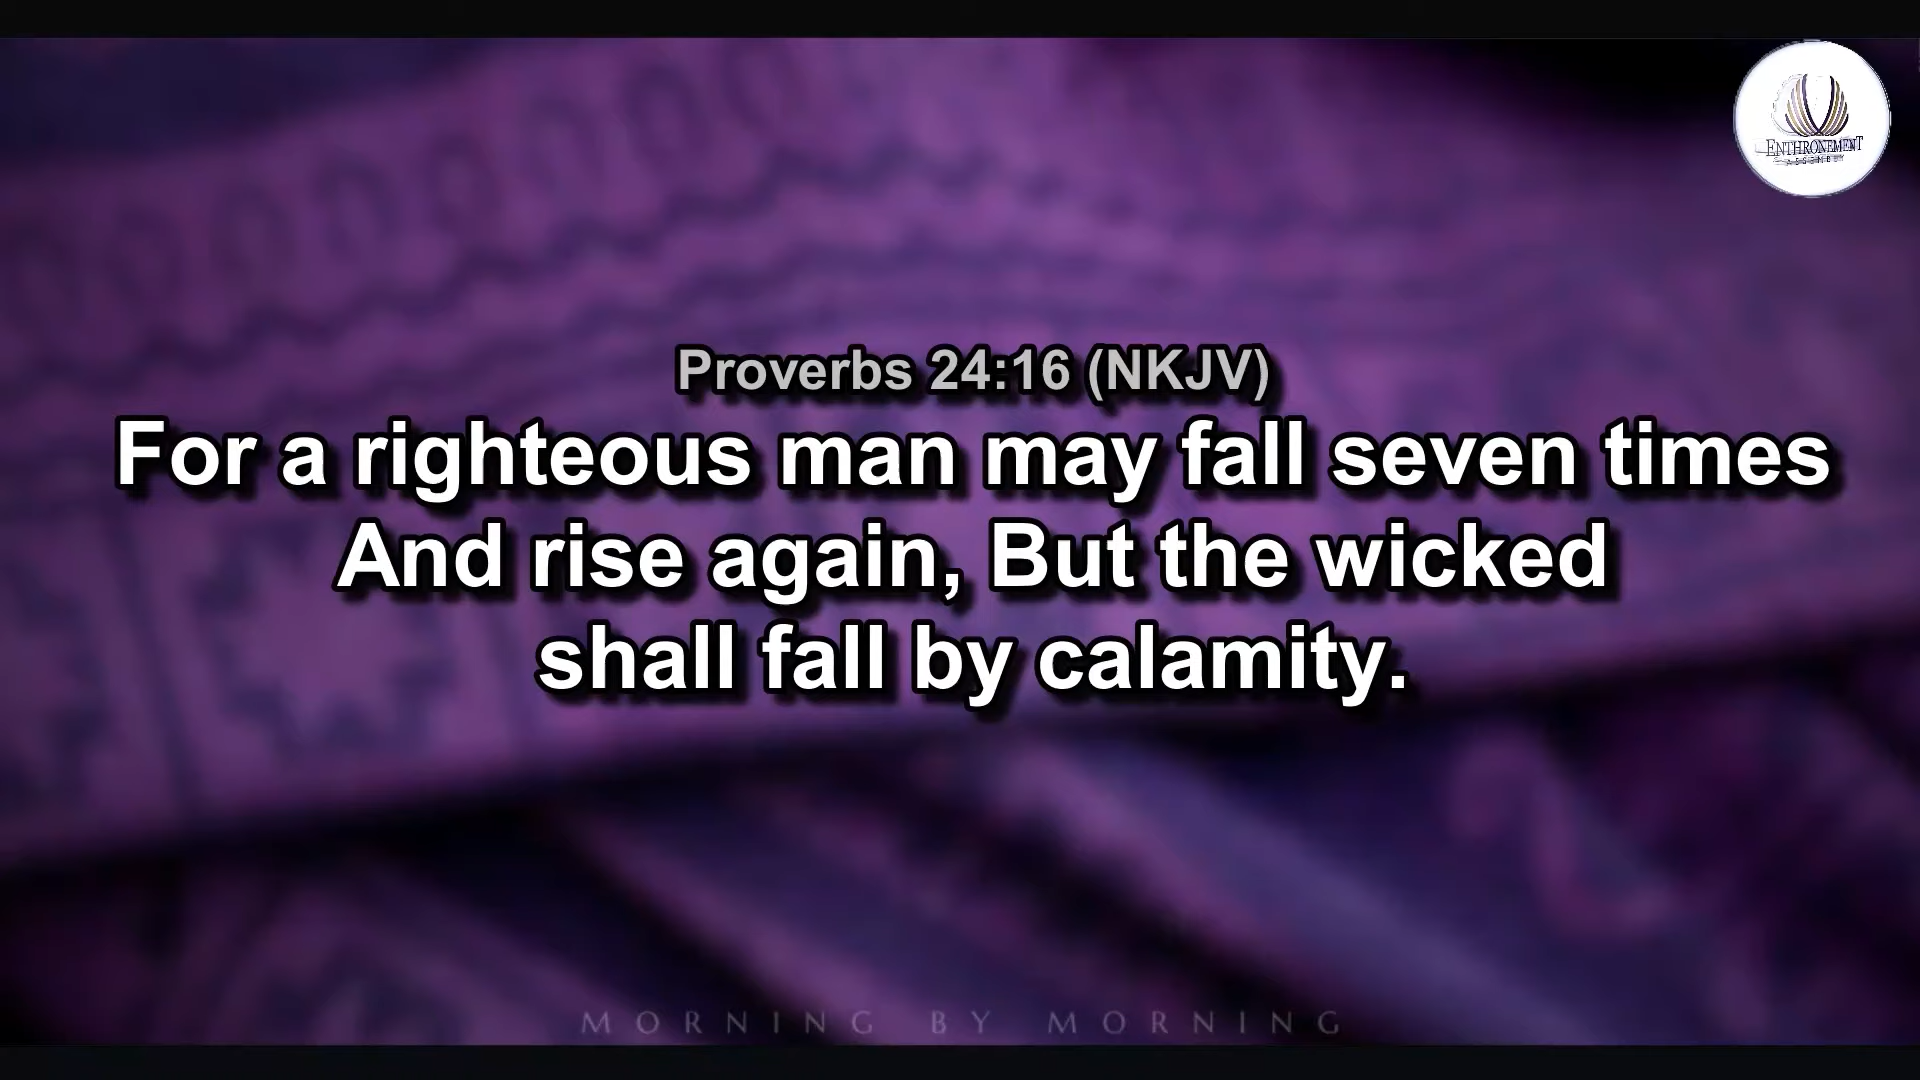 ENTHRONEMENT
ASSEMBLY
Proverbs 24:16 (NKJV)
For a righteous man may fall seven times
And rise again, But the wicked
shall fall by calamity.
MORNING BY MORNING